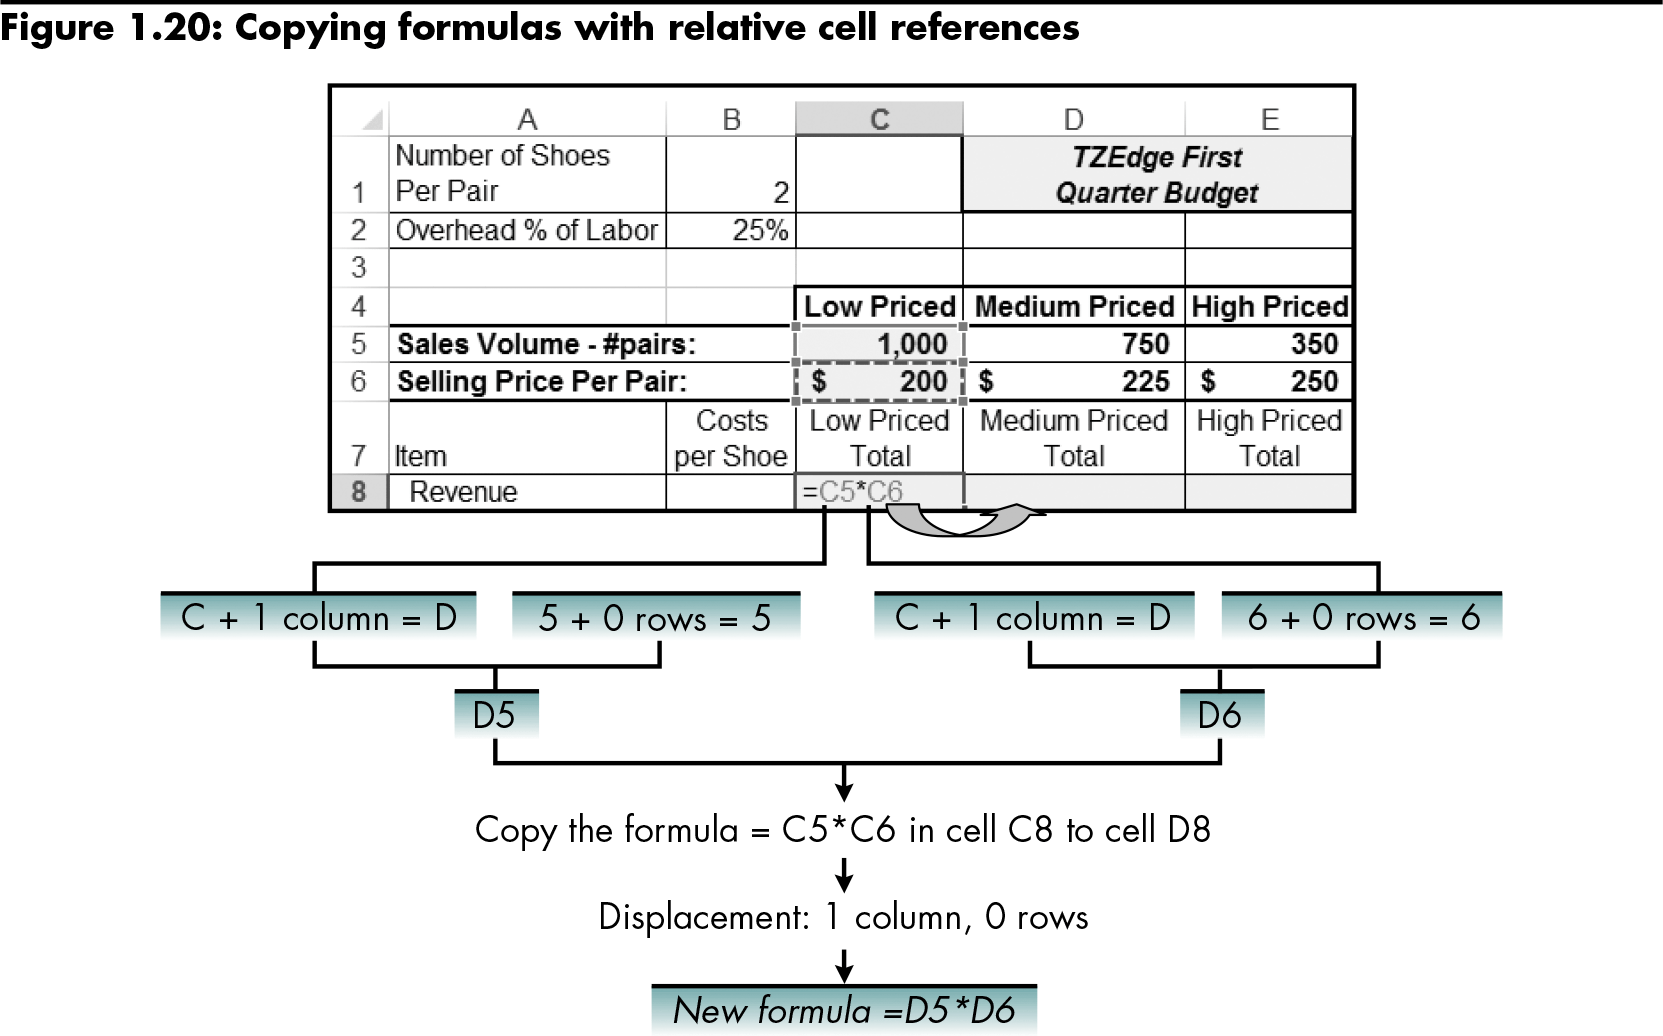 Figure 1.20: Copying formulas with relative cell references
A B C D E
Number of Shoes TZEdge First
1 Per Pair 2 Quarter Budget
2 Overhead % of Labor 25%
3
4 Low Priced Medium Priced High Priced
5 Sales Volume - #pairs: 1,000 750 350
6 Selling Price Per Pair: $ 200 $ 225 $ 250
Costs Low Priced Medium Priced High Priced
7 Item per Shoe Total Total Total
8 Revenue =C5*C6
C + 1 column = D 5 + 0 rows = 5 C + 1 column = D 6 + 0 rows = 6
D5 D6
Copy the formula = C5*C6 in cell C8 to cell D8
Displacement: 1 column, 0 rows
New formula =D5*D6